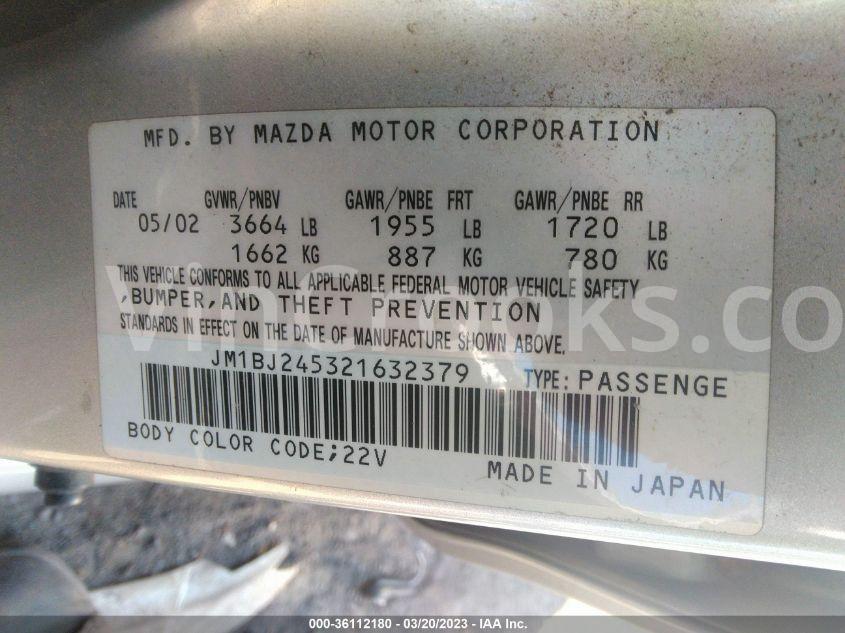 MFD. BY MAZDA MOTOR CORPORATION
DATE GVWR/PNBV GAWR/PNBE FRT GAWR/PNBE RR
05/02 3664 LB 1955 LB 1720 LB
1662 KG 887 KG 780 KG
THIS VEHICLE CONFORMS TO ALL APPLICABLE FEDERAL MOTOR VEHICLE SAFETY
,BUMPER,AND THEFT PREVENTION
STANDARDS IN EFFECT ON THE DATE OF MANUFACTURE SHOWN ABOVE.
JM1BJ245321632379 TYPE: PASSENGE
BODY COLOR CODE;22V
MADE IN JAPAN
000-36112180 - 03/20/2023 - IAA Inc.